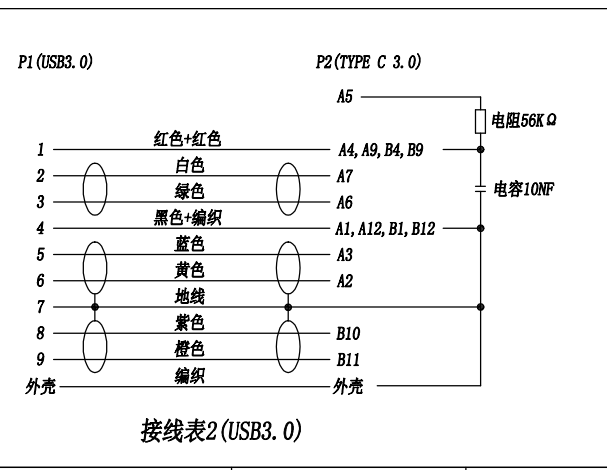 P1(USB3.0) P2(TYPE C 3.0)
A5
电阻56KΩ
1 红色+红色 A4, A9, B4, B9
2 白色 A7
电容10NF
3 绿色 A6
4 黑色+编织 A1, A12, B1, B12
5 蓝色 A3
6 黄色 A2
7 地线
8 紫色 B10
9 橙色 B11
外壳 编织 外壳
接线表2(USB3.0)